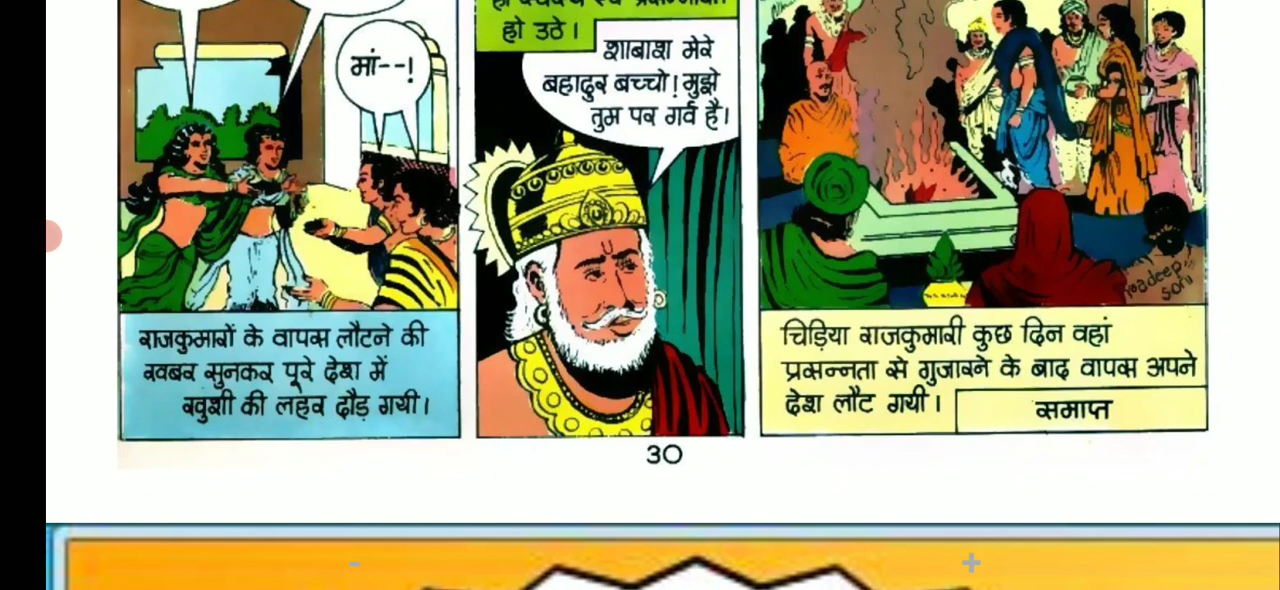 मां--!
राजकुमारों के वापस लौटने की
खबर सुनकर पूरे देश में
खुशी की लहर दौड़ गयी।
हो उठे।
शाबाश मेरे
बहादुर बच्चो! मुझे
तुम पर गर्व है।
चिड़िया राजकुमारी कुछ दिन वहां
प्रसन्नता से गुजारने के बाद वापस अपने
देश लौट गयी।
समाप्त
30